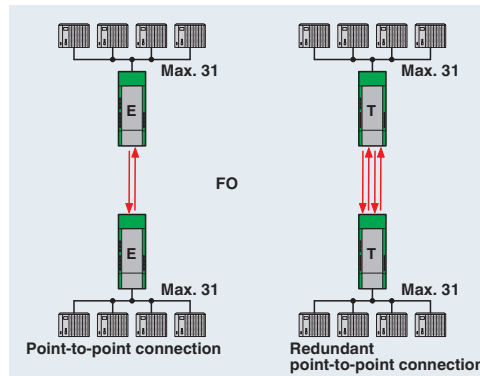 Max. 31
Max. 31
E
T
FO
E
T
Max. 31
Max. 31
Point-to-point connection
Redundant
point-to-point connection